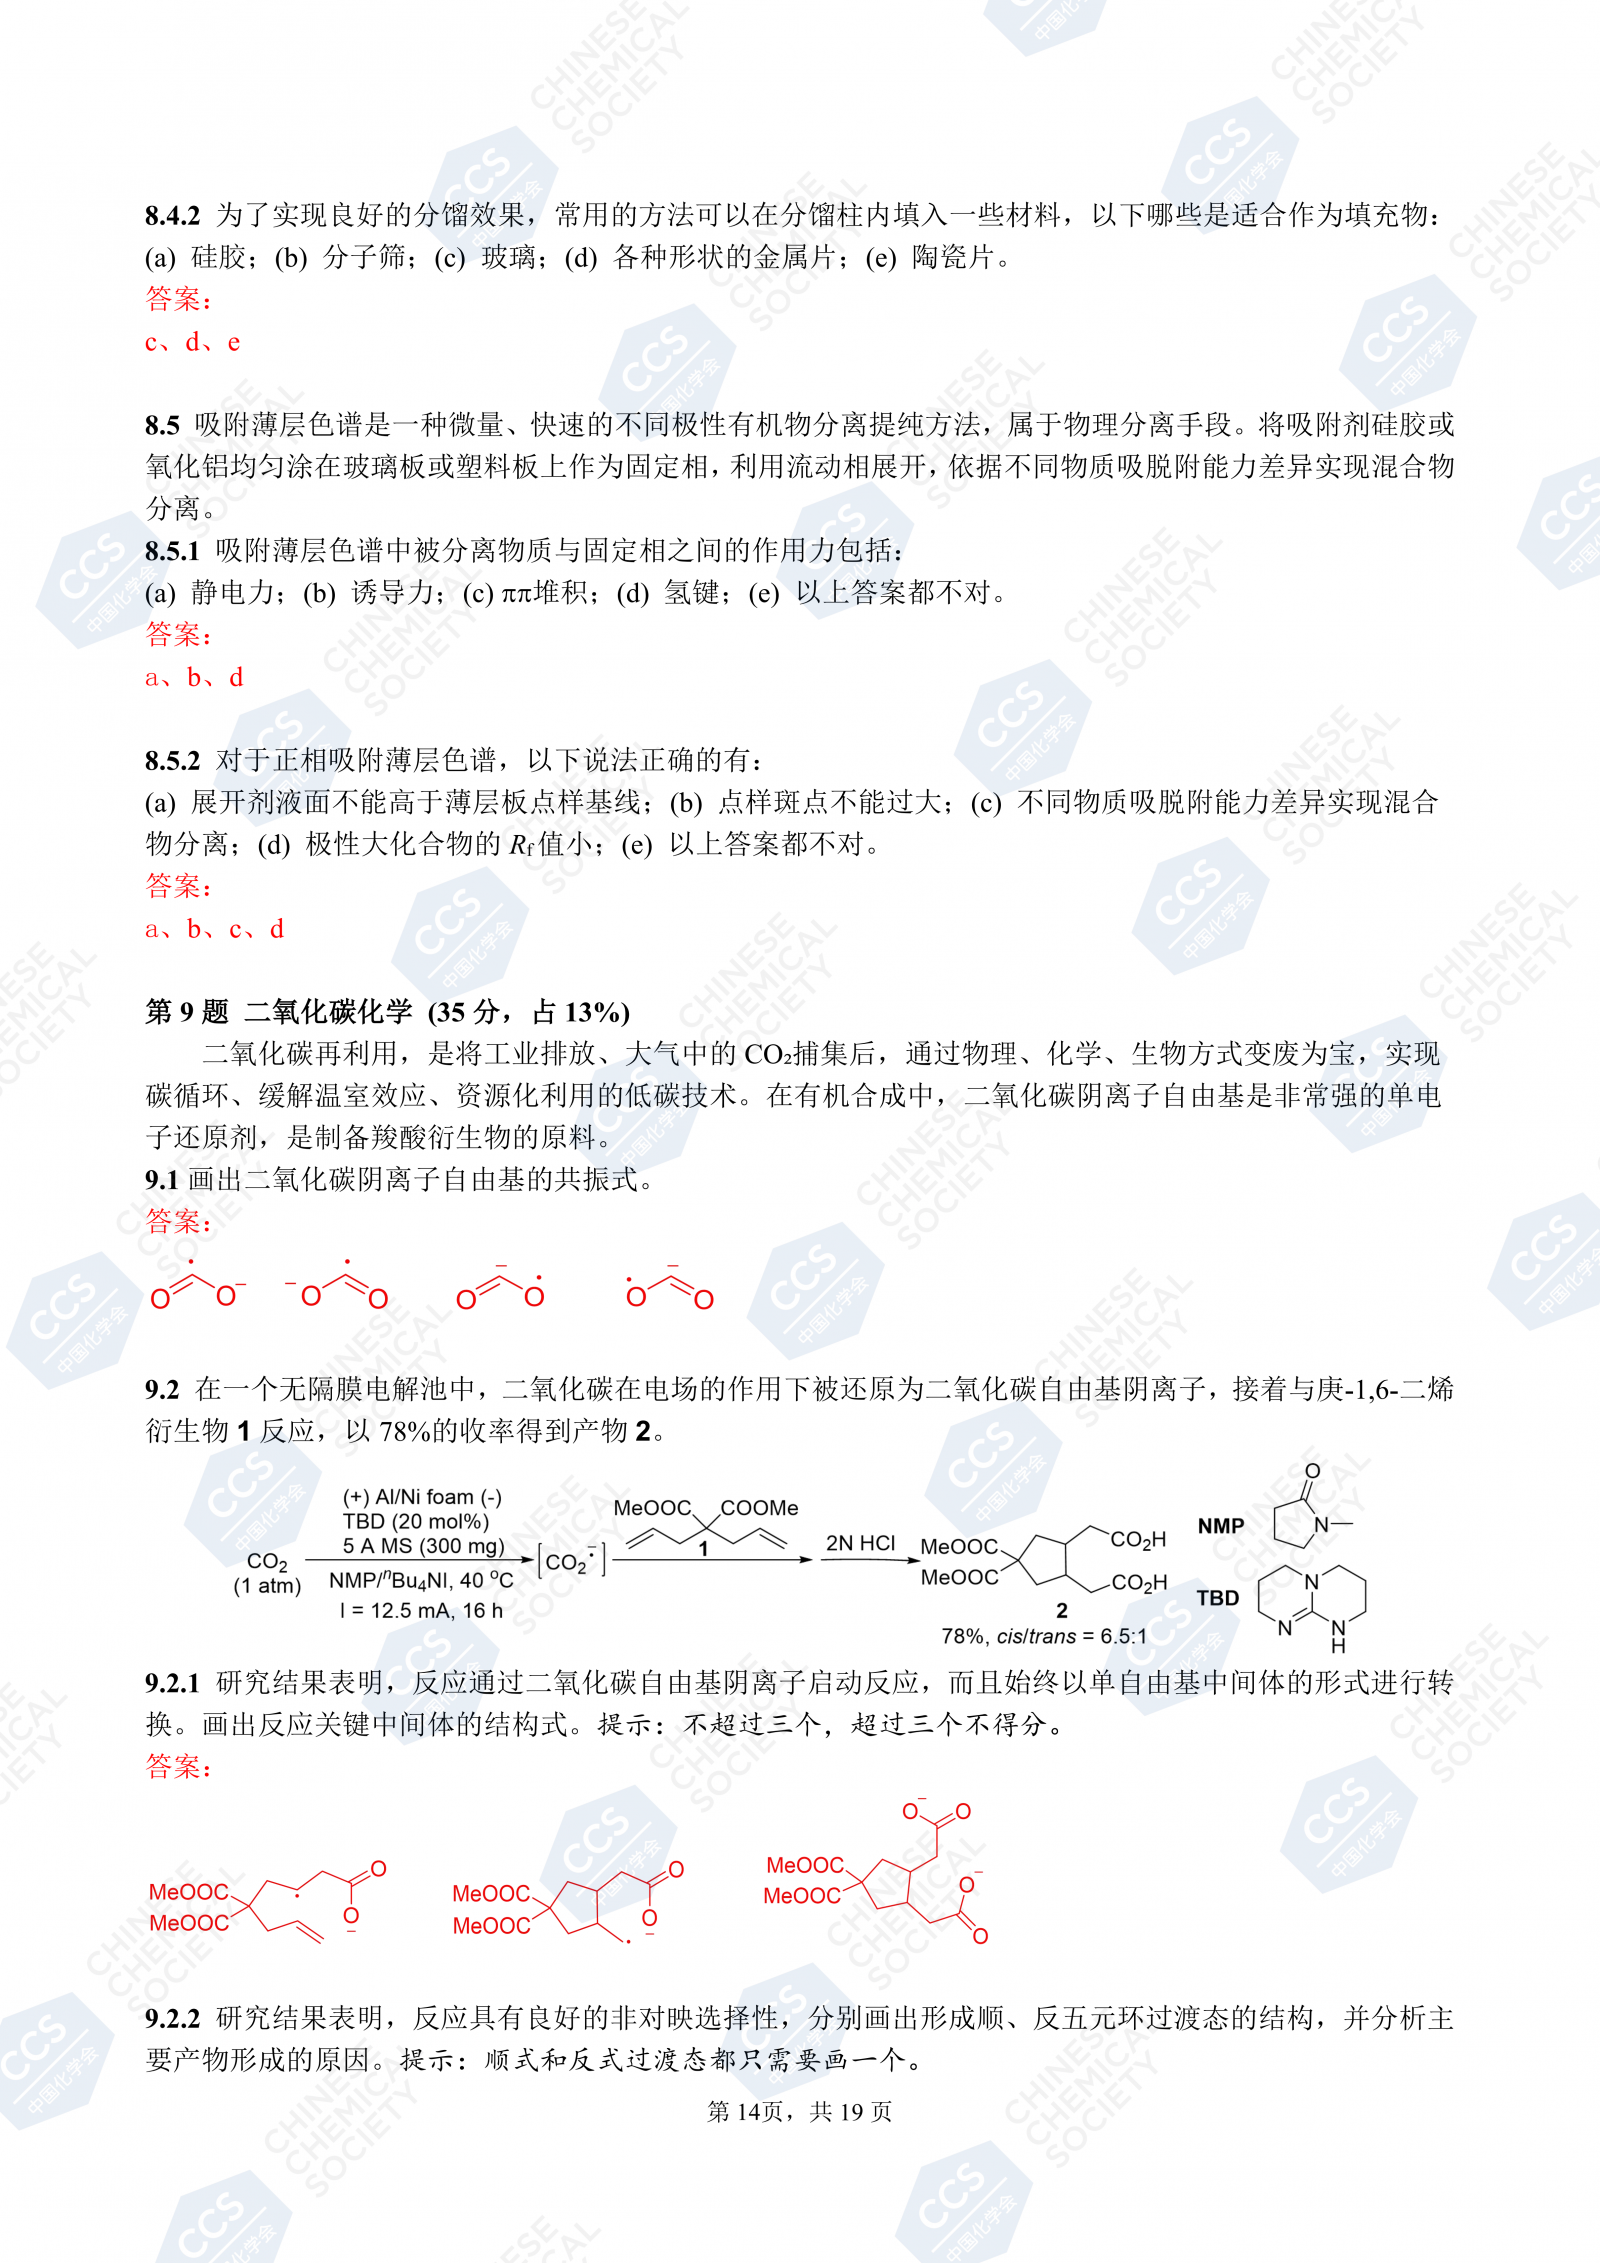 8.4.2 为了实现良好的分馏效果，常用的方法可以在分馏柱内填入一些材料，以下哪些是适合作为填充物：
(a) 硅胶；(b) 分子筛；(c) 玻璃；(d) 各种形状的金属片；(e) 陶瓷片。
答案：
c、d、e
8.5 吸附薄层色谱是一种微量、快速的不同极性有机物分离提纯方法，属于物理分离手段。将吸附剂硅胶或
氧化铝均匀涂在玻璃板或塑料板上作为固定相，利用流动相展开，依据不同物质吸脱附能力差异实现混合物
分离。
8.5.1 吸附薄层色谱中被分离物质与固定相之间的作用力包括：
(a) 静电力；(b) 诱导力；(c) ππ堆积；(d) 氢键；(e) 以上答案都不对。
答案：
a、b、d
8.5.2 对于正相吸附薄层色谱，以下说法正确的有：
(a) 展开剂液面不能高于薄层板点样基线；(b) 点样斑点不能过大；(c) 不同物质吸脱附能力差异实现混合
物分离；(d) 极性大化合物的 Rf 值小；(e) 以上答案都不对。
答案：
a、b、c、d
第 9 题 二氧化碳化学 (35 分，占 13%)
二氧化碳再利用，是将工业排放、大气中的 CO₂捕集后，通过物理、化学、生物方式变废为宝，实现
碳循环、缓解温室效应、资源化利用的低碳技术。在有机合成中，二氧化碳阴离子自由基是非常强的单电
子还原剂，是制备羧酸衍生物的原料。
9.1 画出二氧化碳阴离子自由基的共振式。
答案：
O O⁻ ⁻O O O O O O
9.2 在一个无隔膜电解池中，二氧化碳在电场的作用下被还原为二氧化碳自由基阴离子，接着与庚-1,6-二烯
衍生物 1 反应，以 78%的收率得到产物 2。
CO₂
(1 atm)
(+) Al/Ni foam (-)
TBD (20 mol%)
5 A MS (300 mg)
NMP/ⁿBu₄NI, 40 ᵒC
I = 12.5 mA, 16 h
[CO₂•⁻]
MeOOC COOMe
1
2N HCl
MeOOC
MeOOC
CO₂H
CO₂H
2
78%, cis/trans = 6.5:1
NMP
O
N
TBD
N
N
N
H
9.2.1 研究结果表明，反应通过二氧化碳自由基阴离子启动反应，而且始终以单自由基中间体的形式进行转
换。画出反应关键中间体的结构式。提示：不超过三个，超过三个不得分。
答案：
MeOOC
MeOOC
O
O⁻
MeOOC
MeOOC
O
O⁻
O⁻ O
MeOOC
MeOOC
O⁻
O
9.2.2 研究结果表明，反应具有良好的非对映选择性，分别画出形成顺、反五元环过渡态的结构，并分析主
要产物形成的原因。提示：顺式和反式过渡态都只需要画一个。
第 14页，共 19 页